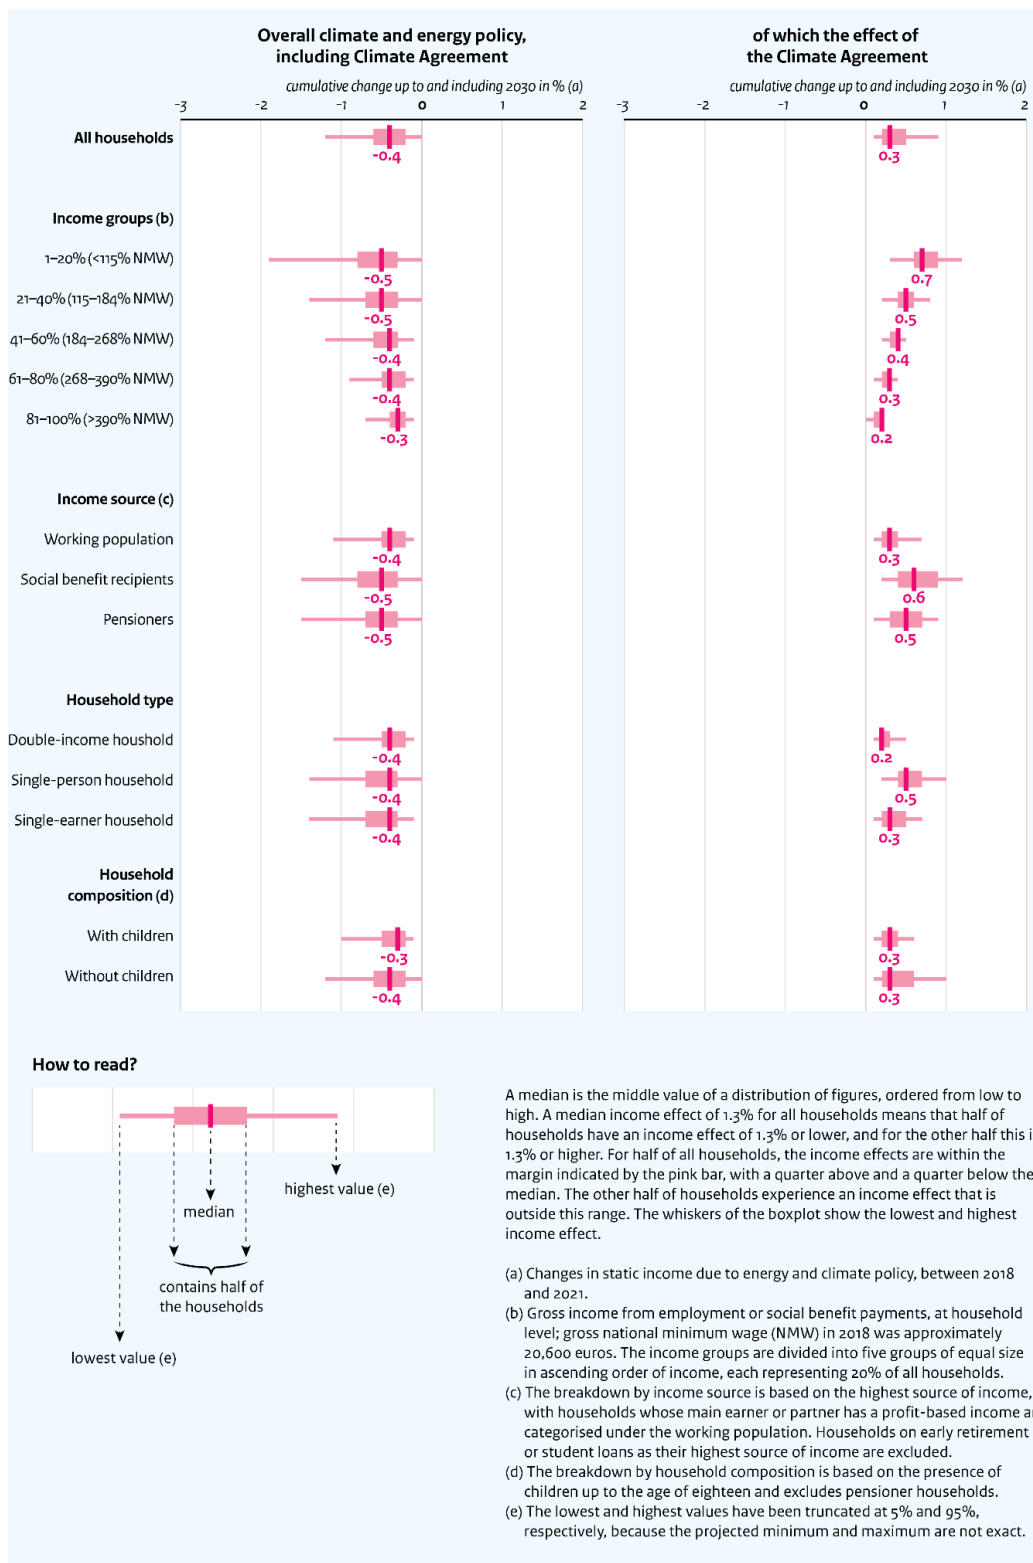 Overall climate and energy policy,
including Climate Agreement
cumulative change up to and including 2030 in % (a)
-3 -2 -1 0 1 2
of which the effect of
the Climate Agreement
cumulative change up to and including 2030 in % (a)
-3 -2 -1 0 1 2
All households
-0.4 0.3
Income groups (b)
1–20% (<115% NMW)
-0.5 0.7
21–40% (115–184% NMW)
-0.5 0.5
41–60% (184–268% NMW)
-0.4 0.4
61–80% (268–390% NMW)
-0.4 0.3
81–100% (>390% NMW)
-0.3 0.2
Income source (c)
Working population
-0.4 0.3
Social benefit recipients
-0.5 0.6
Pensioners
-0.5 0.5
Household type
Double-income houshold
-0.4 0.2
Single-person household
-0.4 0.5
Single-earner household
-0.4 0.3
Household
composition (d)
With children
-0.3 0.3
Without children
-0.4 0.3
How to read?
highest value (e)
median
contains half of
the households
lowest value (e)
A median is the middle value of a distribution of figures, ordered from low to
high. A median income effect of 1.3% for all households means that half of
households have an income effect of 1.3% or lower, and for the other half this i
1.3% or higher. For half of all households, the income effects are within the
margin indicated by the pink bar, with a quarter above and a quarter below the
median. The other half of households experience an income effect that is
outside this range. The whiskers of the boxplot show the lowest and highest
income effect.
(a) Changes in static income due to energy and climate policy, between 2018
and 2021.
(b) Gross income from employment or social benefit payments, at household
level; gross national minimum wage (NMW) in 2018 was approximately
20,600 euros. The income groups are divided into five groups of equal size
in ascending order of income, each representing 20% of all households.
(c) The breakdown by income source is based on the highest source of income,
with households whose main earner or partner has a profit-based income a
categorised under the working population. Households on early retirement
or student loans as their highest source of income are excluded.
(d) The breakdown by household composition is based on the presence of
children up to the age of eighteen and excludes pensioner households.
(e) The lowest and highest values have been truncated at 5% and 95%,
respectively, because the projected minimum and maximum are not exact.